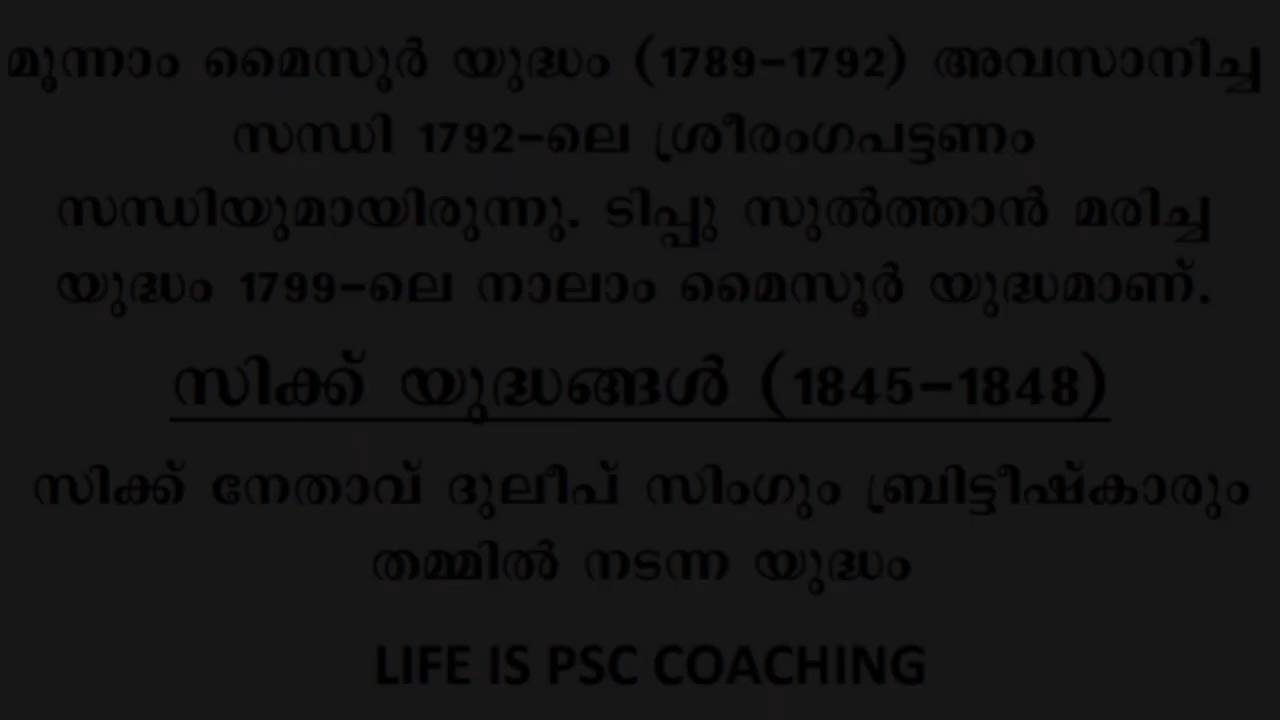 മൂന്നാം മൈസൂർ യുദ്ധം (1789-1792) അവസാനിച്ച
സന്ധി 1792-ലെ ശ്രീരംഗപട്ടണം
സന്ധിയുമായിരുന്നു. ടിപ്പു സുൽത്താൻ മരിച്ച
യുദ്ധം 1799-ലെ നാലാം മൈസൂർ യുദ്ധമാണ്.
സിക്ക് യുദ്ധങ്ങൾ (1845-1848)
സിക്ക് നേതാവ് ദുലീപ് സിംഗും ബ്രിട്ടീഷ്കാരും
തമ്മിൽ നടന്ന യുദ്ധം
LIFE IS PSC COACHING